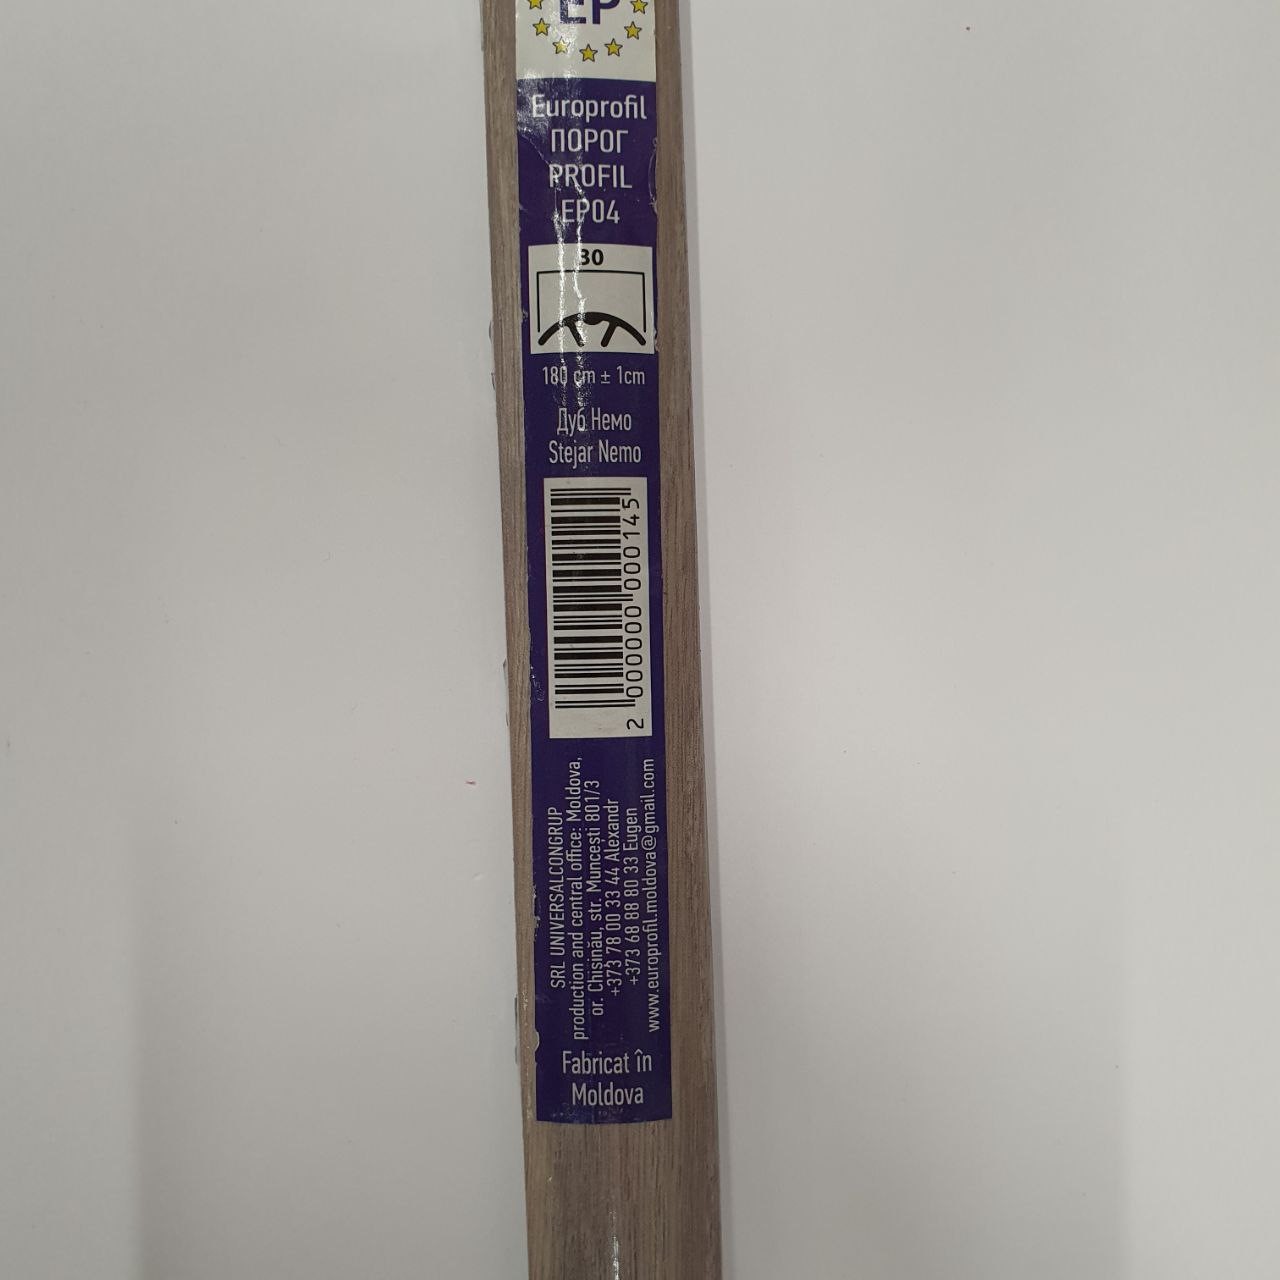 EP
Europrofil
ПОРОГ
PROFIL
EP04
30
180 cm ± 1cm
Дуб Немо
Stejar Nemo
2 000000 000145
SRL UNIVERSALCONGRUP
production and central office: Moldova,
or. Chisinău, str. Muncesti 801/3
+373 78 00 33 44 Alexandr
+373 68 88 80 33 Eugen
www.europrofil.moldova@gmail.com
Fabricat în
Moldova